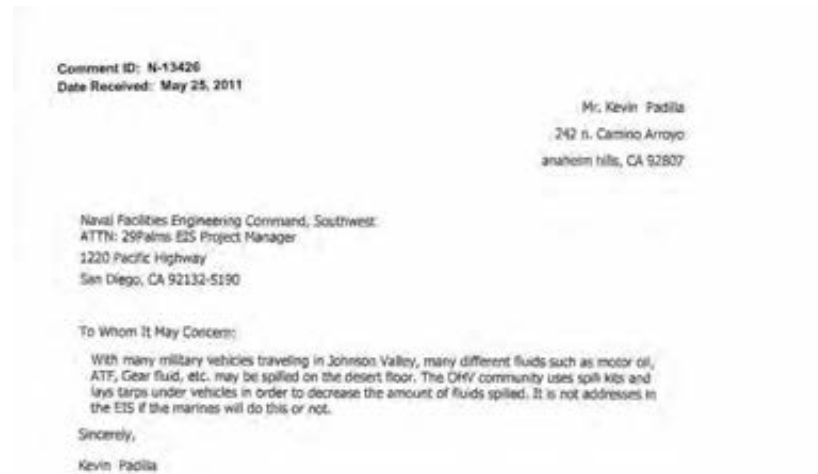 Comment ID: N-13426
Date Received: May 25, 2011
Mr. Kevin Padilla
242 n. Camino Arroyo
anaheim hills, CA 92807
Naval Facilities Engineering Command, Southwest
ATTN: 29Palms EIS Project Manager
1220 Pacific Highway
San Diego, CA 92132-5190
To Whom It May Concern:
With many military vehicles traveling in Johnson Valley, many different fluids such as motor oil,
ATF, Gear fluid, etc. may be spilled on the desert floor. The OHV community uses spill kits and
lays tarps under vehicles in order to decrease the amount of fluids spilled. It is not addresses in
the EIS if the marines will do this or not.
Sincerely,
Kevin Padilla